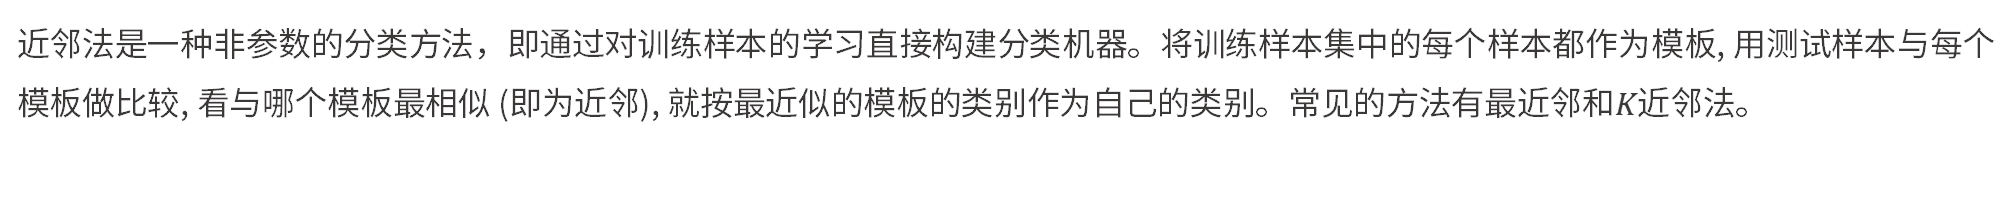 近邻法是一种非参数的分类方法，即通过对训练样本的学习直接构建分类机器。将训练样本集中的每个样本都作为模板, 用测试样本与每个
模板做比较, 看与哪个模板最相似 (即为近邻), 就按最近似的模板的类别作为自己的类别。常见的方法有最近邻和K近邻法。